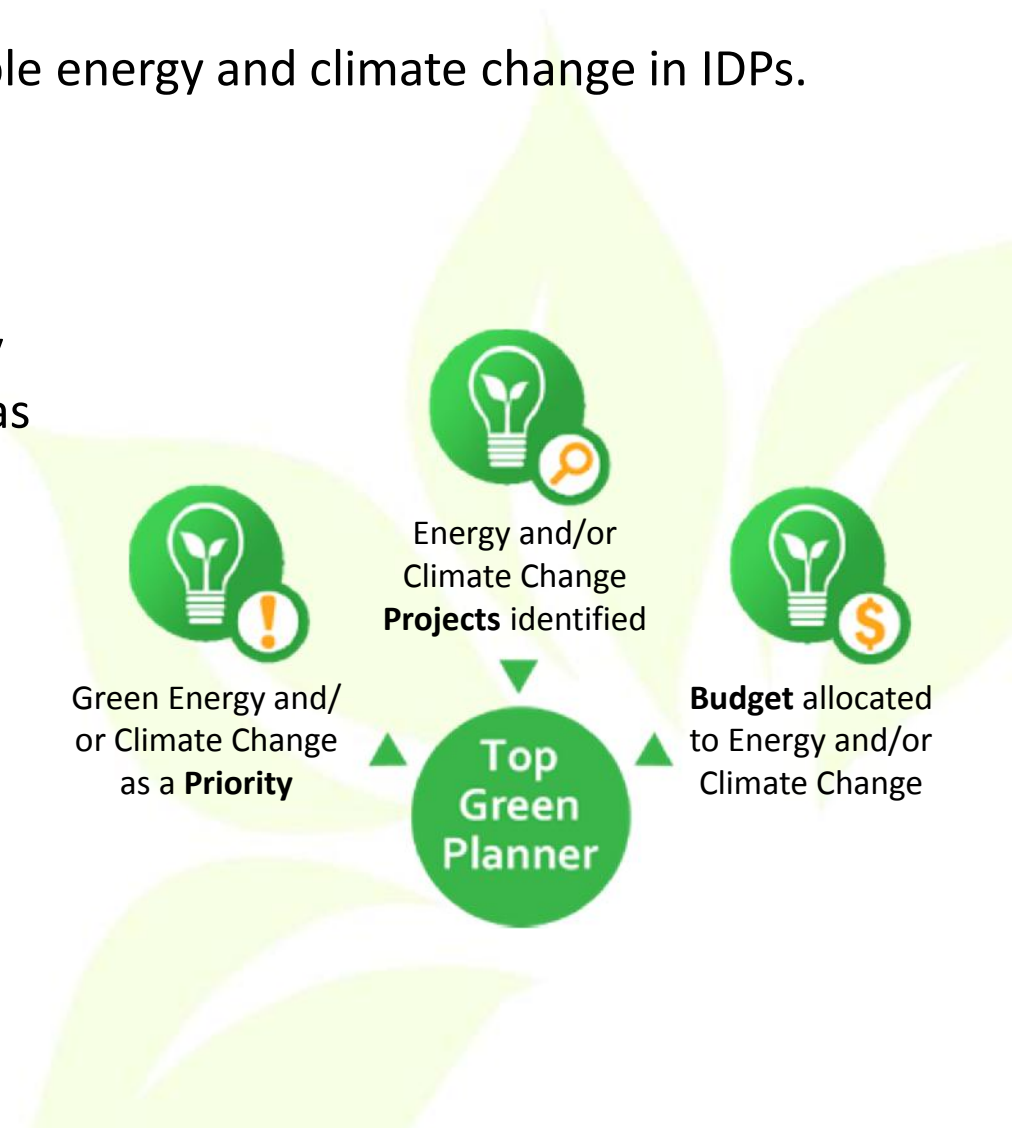 ole energy and climate change in IDPs.
y
as
Energy and/or
Climate Change
Projects identified
Green Energy and/
or Climate Change
as a Priority
Budget allocated
to Energy and/or
Climate Change
Top
Green
Planner